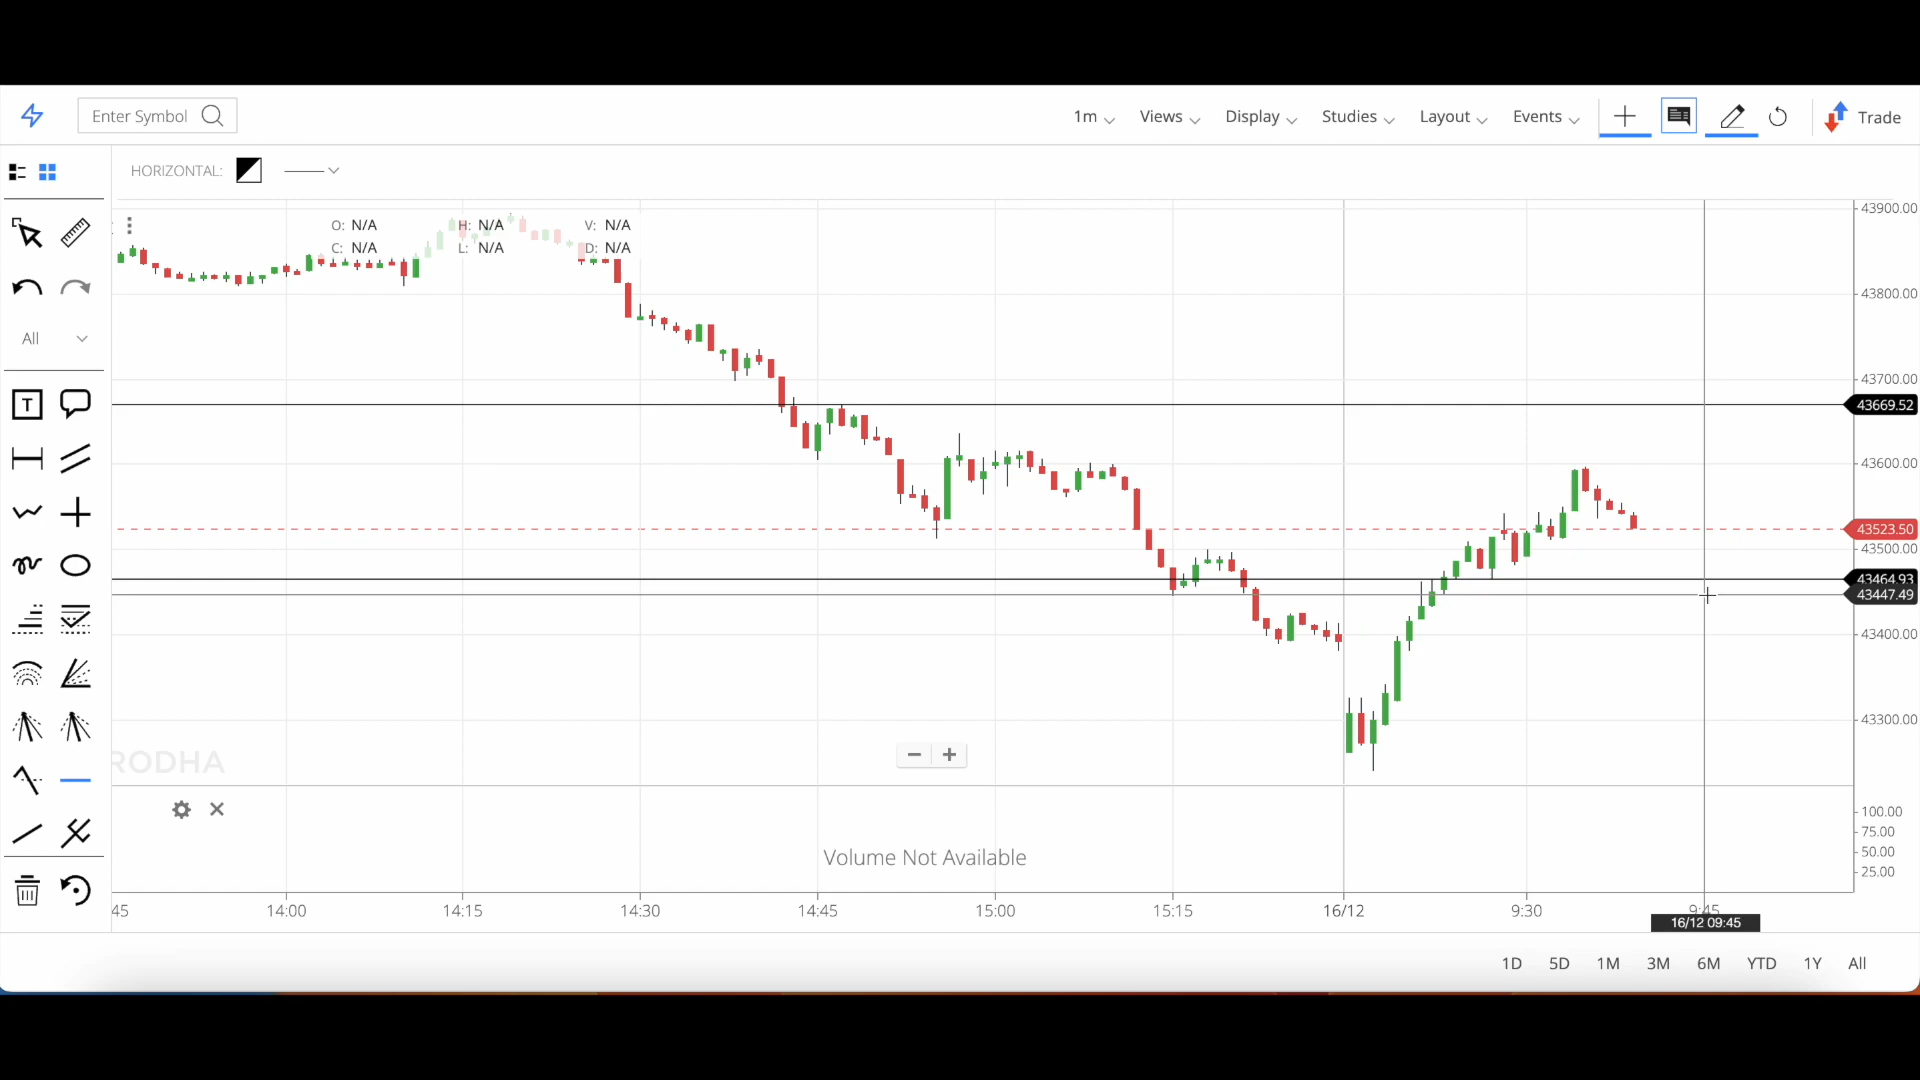 Enter Symbol
1m
Views
Display
Studies
Layout
Events
Trade
HORIZONTAL:
All
T
O: N/A H: N/A V: N/A
C: N/A L: N/A D: N/A
43900.00
43800.00
43700.00
43669.52
43600.00
43523.50
43500.00
43464.93
43447.49
43400.00
43300.00
RODHA
Volume Not Available
100.00
75.00
50.00
25.00
45 14:00 14:15 14:30 14:45 15:00 15:15 16/12 9:30 9:45
16/12 09:45
1D 5D 1M 3M 6M YTD 1Y All